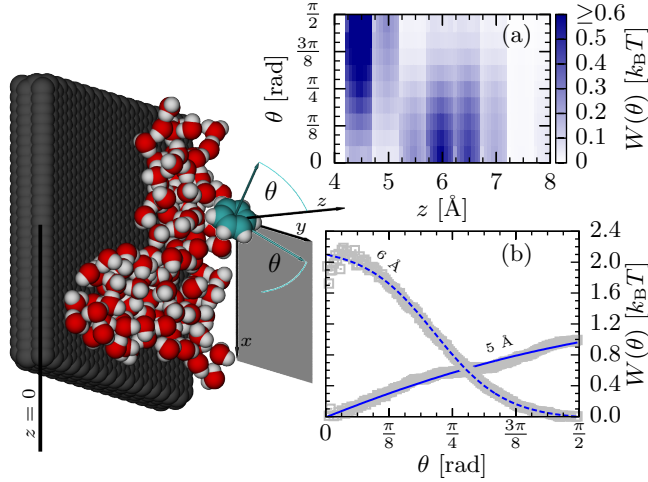 (a)
π/2
3π/8
π/4
π/8
0
θ [rad]
4 5 6 7 8
z [Å]
≥0.6
0.5
0.4
0.3
0.2
0.1
0
W(θ) [k_BT]
θ
z
y
θ
x
z = 0
(b)
6 Å
5 Å
2.4
2.0
1.6
1.2
0.8
0.4
0.0
W(θ) [k_BT]
0 π/8 π/4 3π/8 π/2
θ [rad]